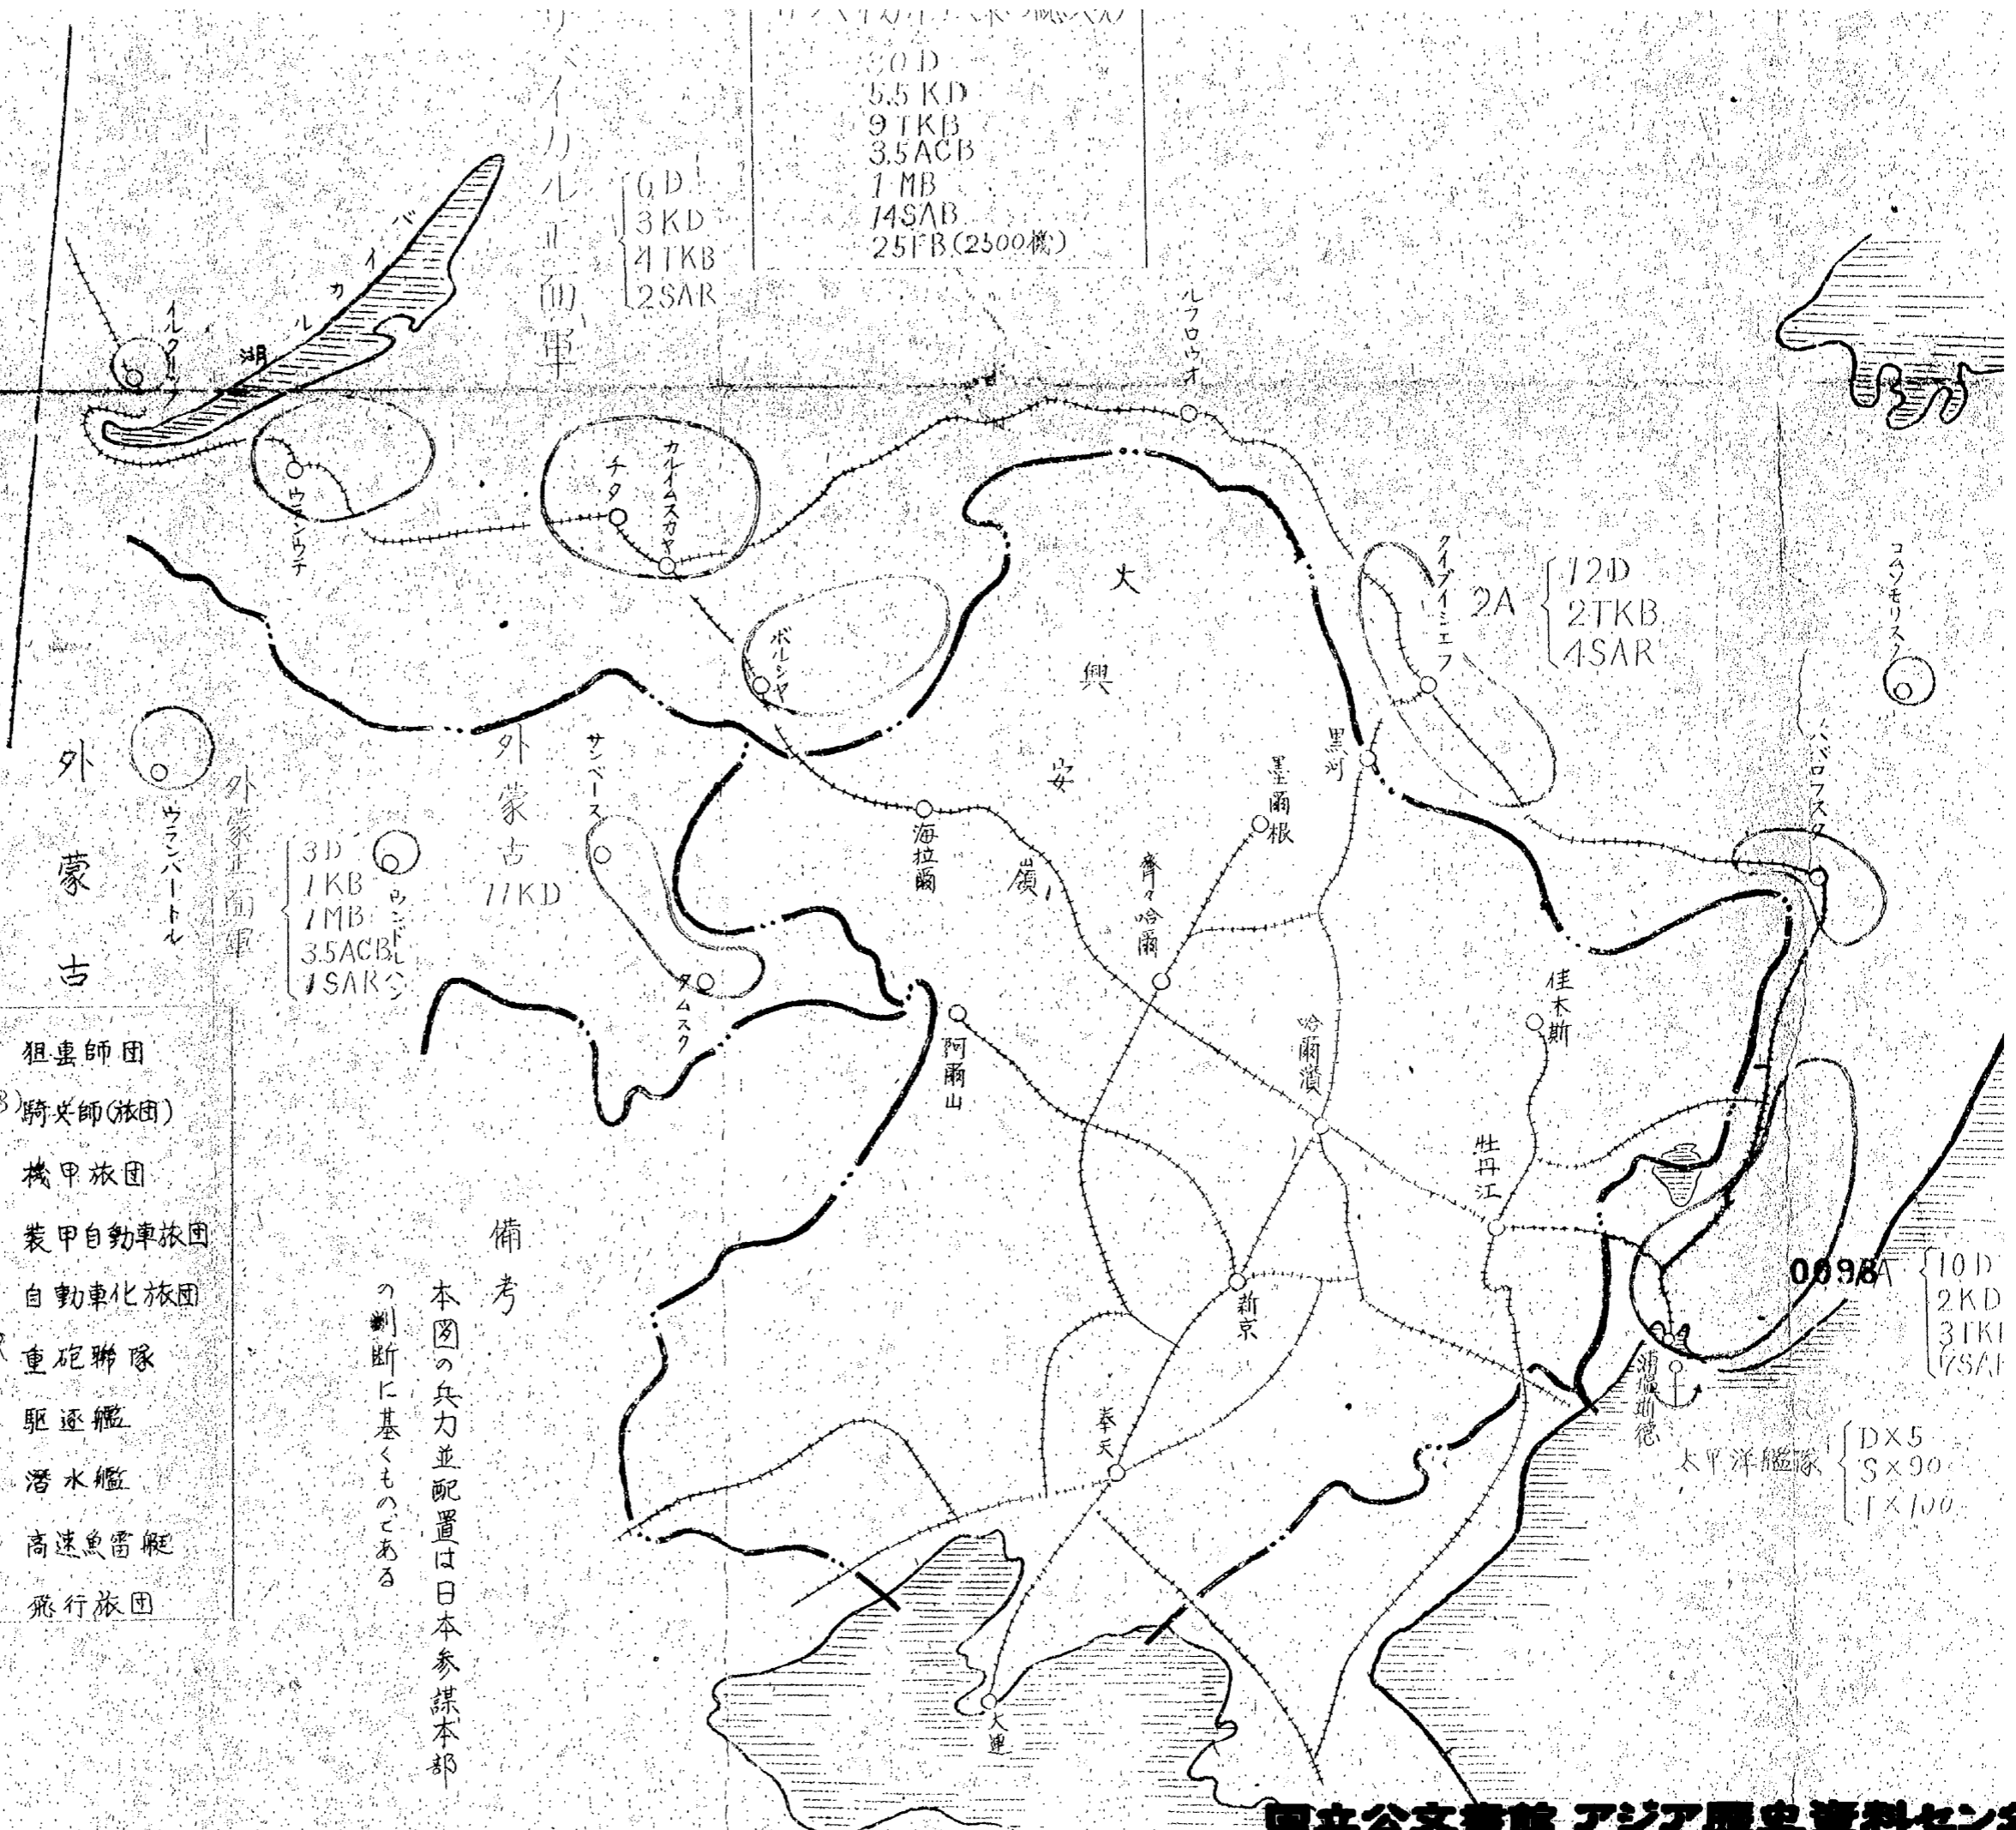 30D
5.5KD
9TKB
3.5ACB
1MB
14SAB
25FB(2500機)
ザバイカル正面軍
6D
3KD
4TKB
2SAR
バイカル湖
イルクーツク
ウランウテ
チタ
カルイムスカヤ
ボルシヤ
ルフロウオ
クイブイシエフ
2A
12D
2TKB
4SAR
コムソモリスク
ハバロフスク
大興安嶺
外蒙古
ウランバートル
外蒙正面軍
3D
1KB
1MB
3.5ACB
1SAR
ウンドルハン
外蒙古
11KD
サンベース
タムスク
海拉爾
墨爾根
黒河
齊々哈爾
哈爾濱
佳木斯
牡丹江
阿爾山
新京
奉天
大連
浦塩斯徳
0098
10D
2KD
太平洋艦隊
D×5
S×90
T×100
狙撃師団
騎兵師(旅団)
機甲旅団
装甲自動車旅団
自動車化旅団
重砲聯隊
駆逐艦
潜水艦
高速魚雷艇
飛行旅団
備考
本図の兵力並配置は日本参謀本部
の判断に基くものである
国立公文書館 アジア歴史資料セン